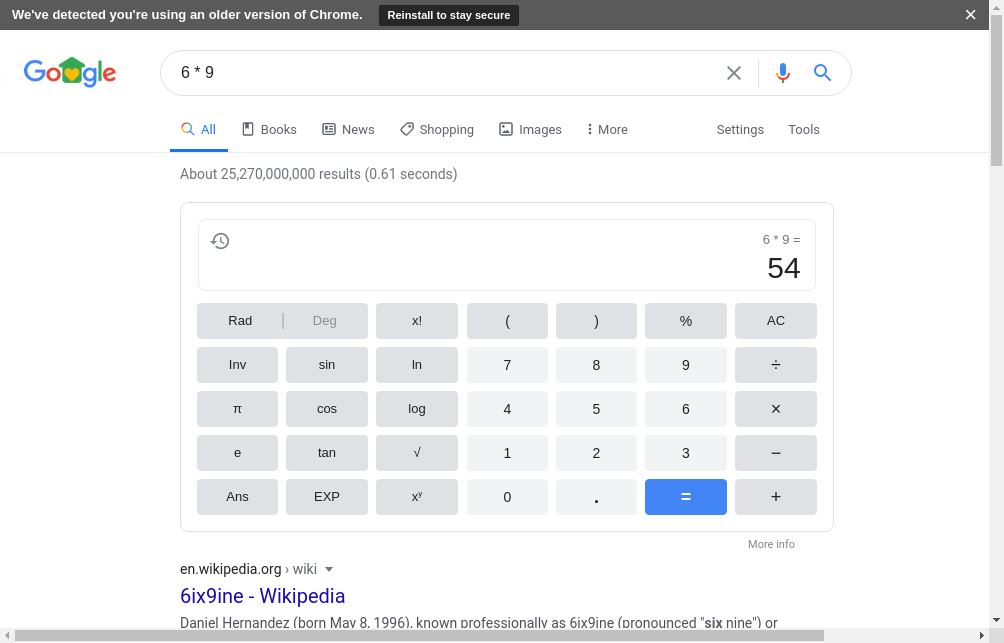 We've detected you're using an older version of Chrome. Reinstall to stay secure
Google
6 * 9
All Books News Shopping Images More Settings Tools
About 25,270,000,000 results (0.61 seconds)
6 * 9 =
54
Rad Deg x! ( ) % AC
Inv sin ln 7 8 9 ÷
π cos log 4 5 6 ×
e tan √ 1 2 3 −
Ans EXP xʸ 0 . = +
More info
en.wikipedia.org › wiki
6ix9ine - Wikipedia
Daniel Hernandez (born May 8, 1996), known professionally as 6ix9ine (pronounced "six nine") or